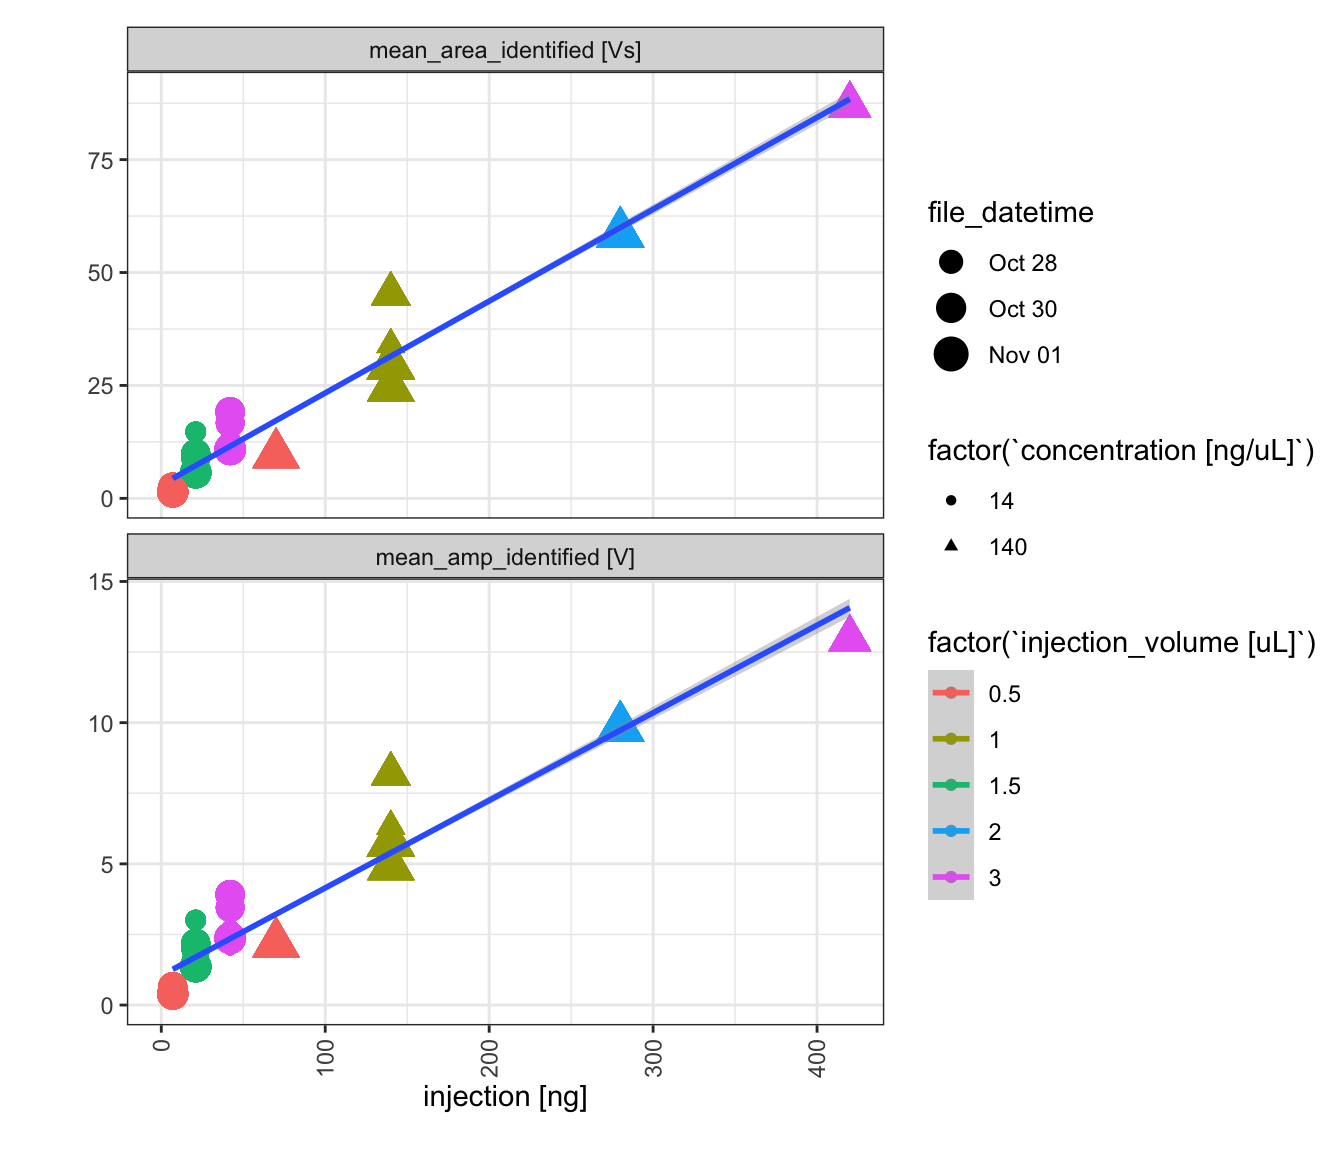 mean_area_identified [Vs]
75
50
25
0
mean_amp_identified [V]
15
10
5
0
0
100
200
300
400
injection [ng]
file_datetime
Oct 28
Oct 30
Nov 01
factor(`concentration [ng/uL]`)
14
140
factor(`injection_volume [uL]`)
0.5
1
1.5
2
3